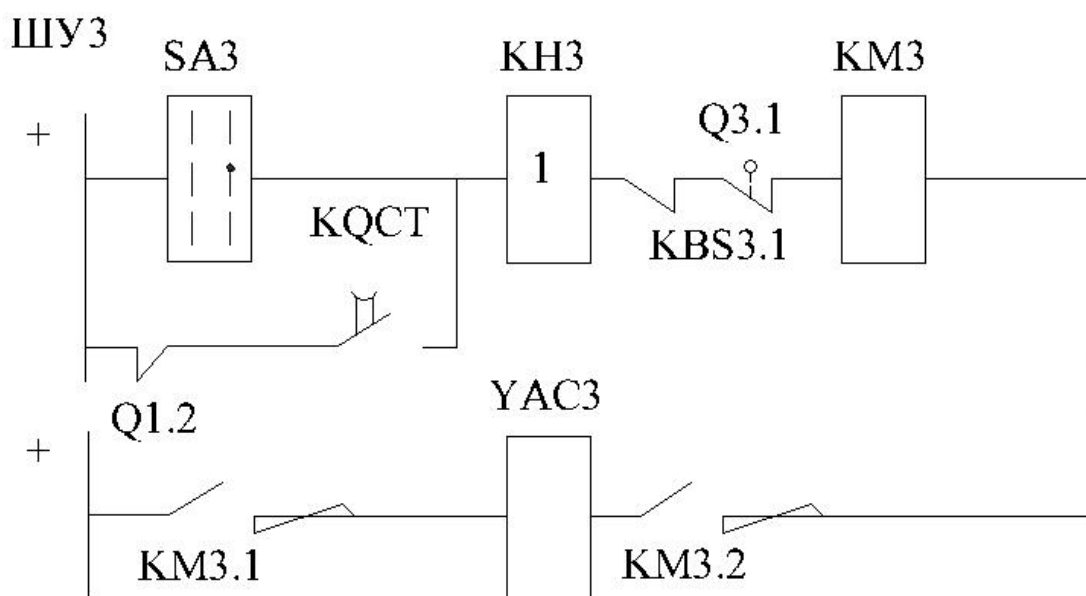 ШУ3
SA3 KH3 KM3
+ Q3.1
1
KQCT KBS3.1
YAC3
Q1.2
+
KM3.1 KM3.2